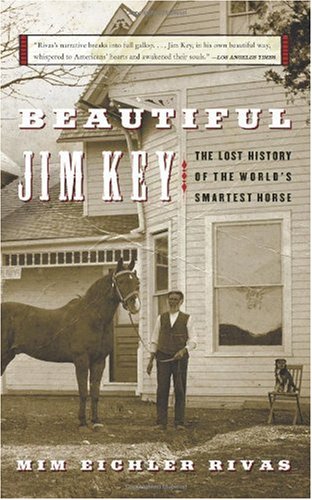 "Rivas's narrative breaks into full gallop. . . . Jim Key, in his own beautiful way,
whispered to Americans' hearts and awakened their souls." —LOS ANGELES TIMES
BEAUTIFUL
JIM KEY
THE LOST HISTORY
OF THE WORLD'S
SMARTEST HORSE
MIM EICHLER RIVAS